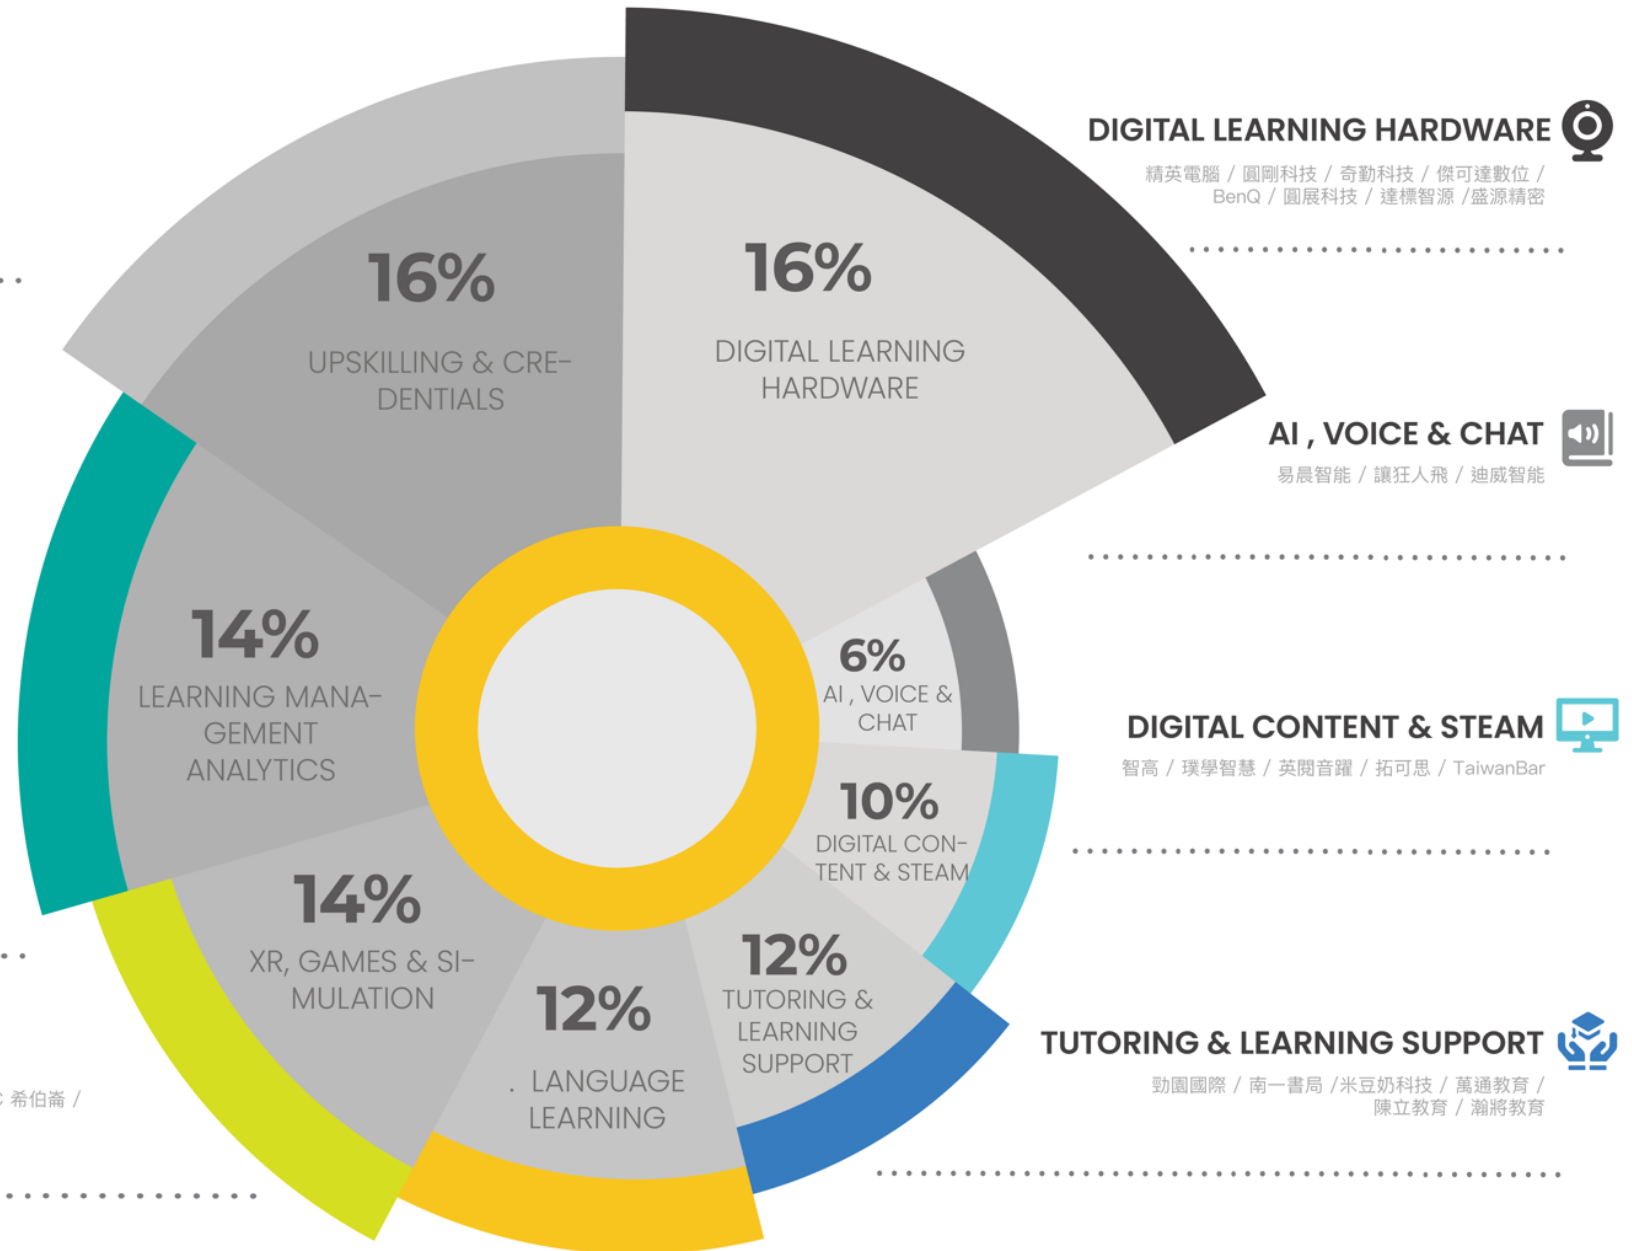 16%
UPSKILLING & CRE-
DENTIALS
16%
DIGITAL LEARNING
HARDWARE
14%
LEARNING MANA-
GEMENT
ANALYTICS
6%
AI , VOICE &
CHAT
10%
DIGITAL CON-
TENT & STEAM
14%
XR, GAMES & SI-
MULATION
12%
. LANGUAGE
LEARNING
12%
TUTORING &
LEARNING
SUPPORT
希伯崙 /
DIGITAL LEARNING HARDWARE
精英電腦 / 圓剛科技 / 奇勤科技 / 傑可達數位 /
BenQ / 圓展科技 / 達標智源 /盛源精密
AI , VOICE & CHAT
易晨智能 / 讓狂人飛 / 迪威智能
DIGITAL CONTENT & STEAM
智高 / 璞學智慧 / 英閱音躍 / 拓可思 / TaiwanBar
TUTORING & LEARNING SUPPORT
勁園國際 / 南一書局 /米豆奶科技 / 萬通教育 /
陳立教育 / 瀚將教育